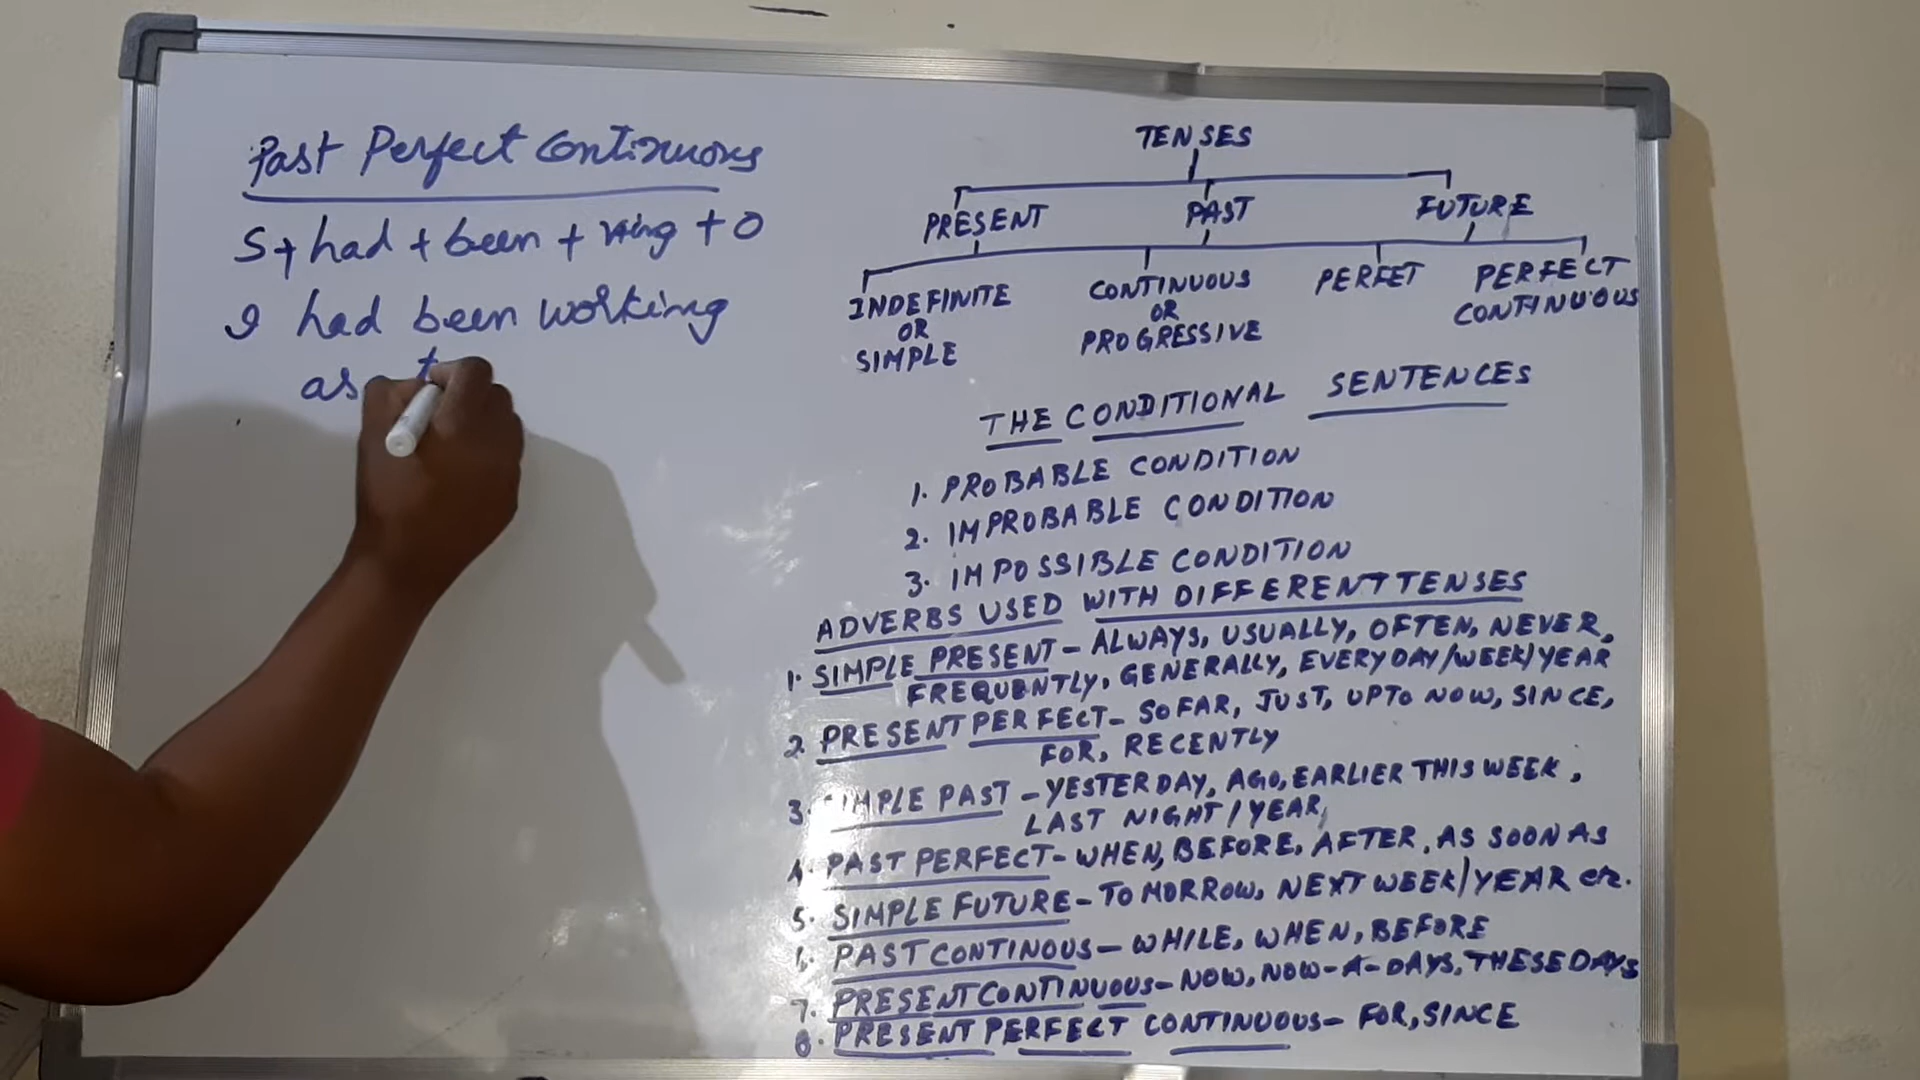 Past Perfect Continuous
S+ had + been + Ving + O
I had been working
as
TENSES
PRESENT PAST FUTURE
INDEFINITE OR SIMPLE
CONTINUOUS OR PROGRESSIVE
PERFET
PERFECT CONTINUOUS
THE CONDITIONAL SENTENCES
1. PROBABLE CONDITION
2. IMPROBABLE CONDITION
3. IMPOSSIBLE CONDITION
ADVERBS USED WITH DIFFERENT TENSES
1. SIMPLE PRESENT - ALWAYS, USUALLY, OFTEN, NEVER,
FREQUENTLY, GENERALLY, EVERYDAY/WEEK/YEAR
2. PRESENT PERFECT - SO FAR, JUST, UPTO NOW, SINCE,
FOR, RECENTLY
3. SIMPLE PAST - YESTERDAY, AGO, EARLIER THIS WEEK,
LAST NIGHT/YEAR,
4. PAST PERFECT - WHEN, BEFORE, AFTER, AS SOON AS
5. SIMPLE FUTURE - TOMORROW, NEXT WEEK/YEAR etc.
6. PAST CONTINOUS - WHILE, WHEN, BEFORE
7. PRESENT CONTINUOUS - NOW, NOW-A-DAYS, THESE DAYS
8. PRESENT PERFECT CONTINUOUS - FOR, SINCE